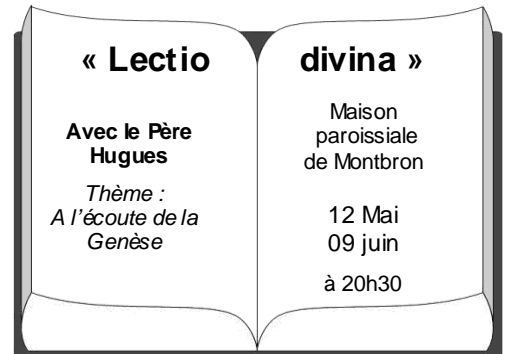 « Lectio divina »
Avec le Père
Hugues
Thème :
A l'écoute de la
Genèse
Maison
paroissiale
de Montbron
12 Mai
09 juin
à 20h30